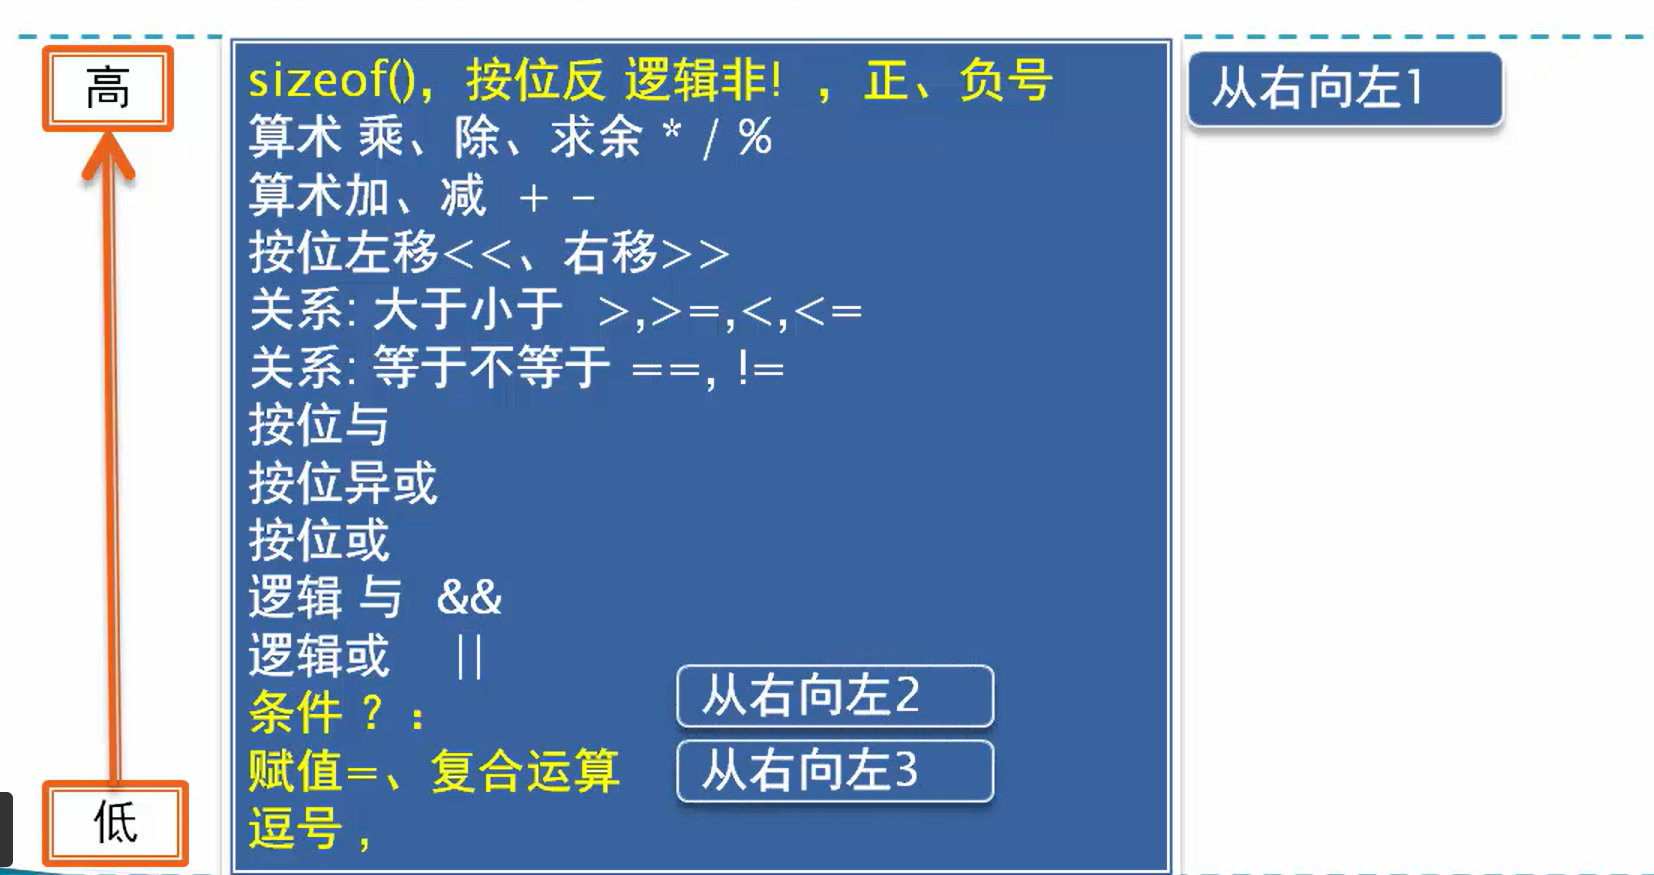 高
sizeof(), 按位反 逻辑非! , 正、负号
从右向左1
算术 乘、除、求余 * / %
算术加、减 + -
按位左移<<、右移>>
关系: 大于小于 >,>=,<,<=
关系: 等于不等于 ==, !=
按位与
按位异或
按位或
逻辑 与 &&
逻辑或 ||
条件 ? :
从右向左2
赋值=、复合运算
从右向左3
逗号 ,
低